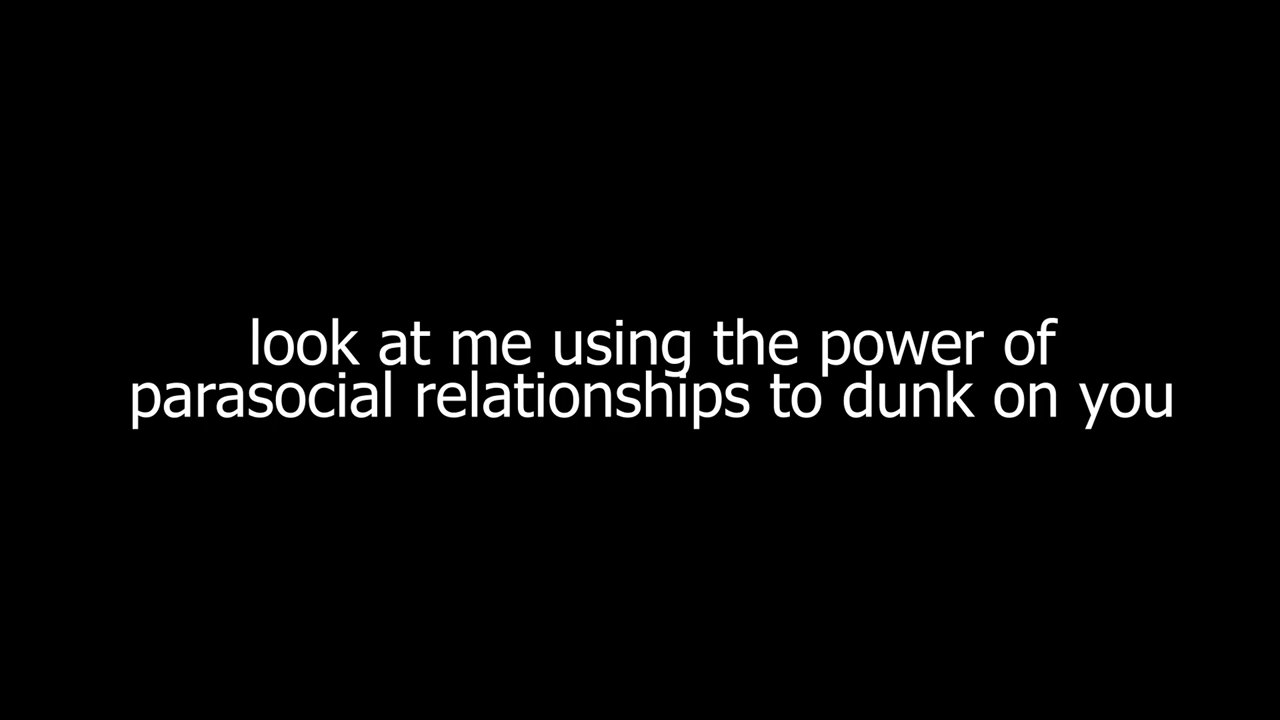 look at me using the power of
parasocial relationships to dunk on you